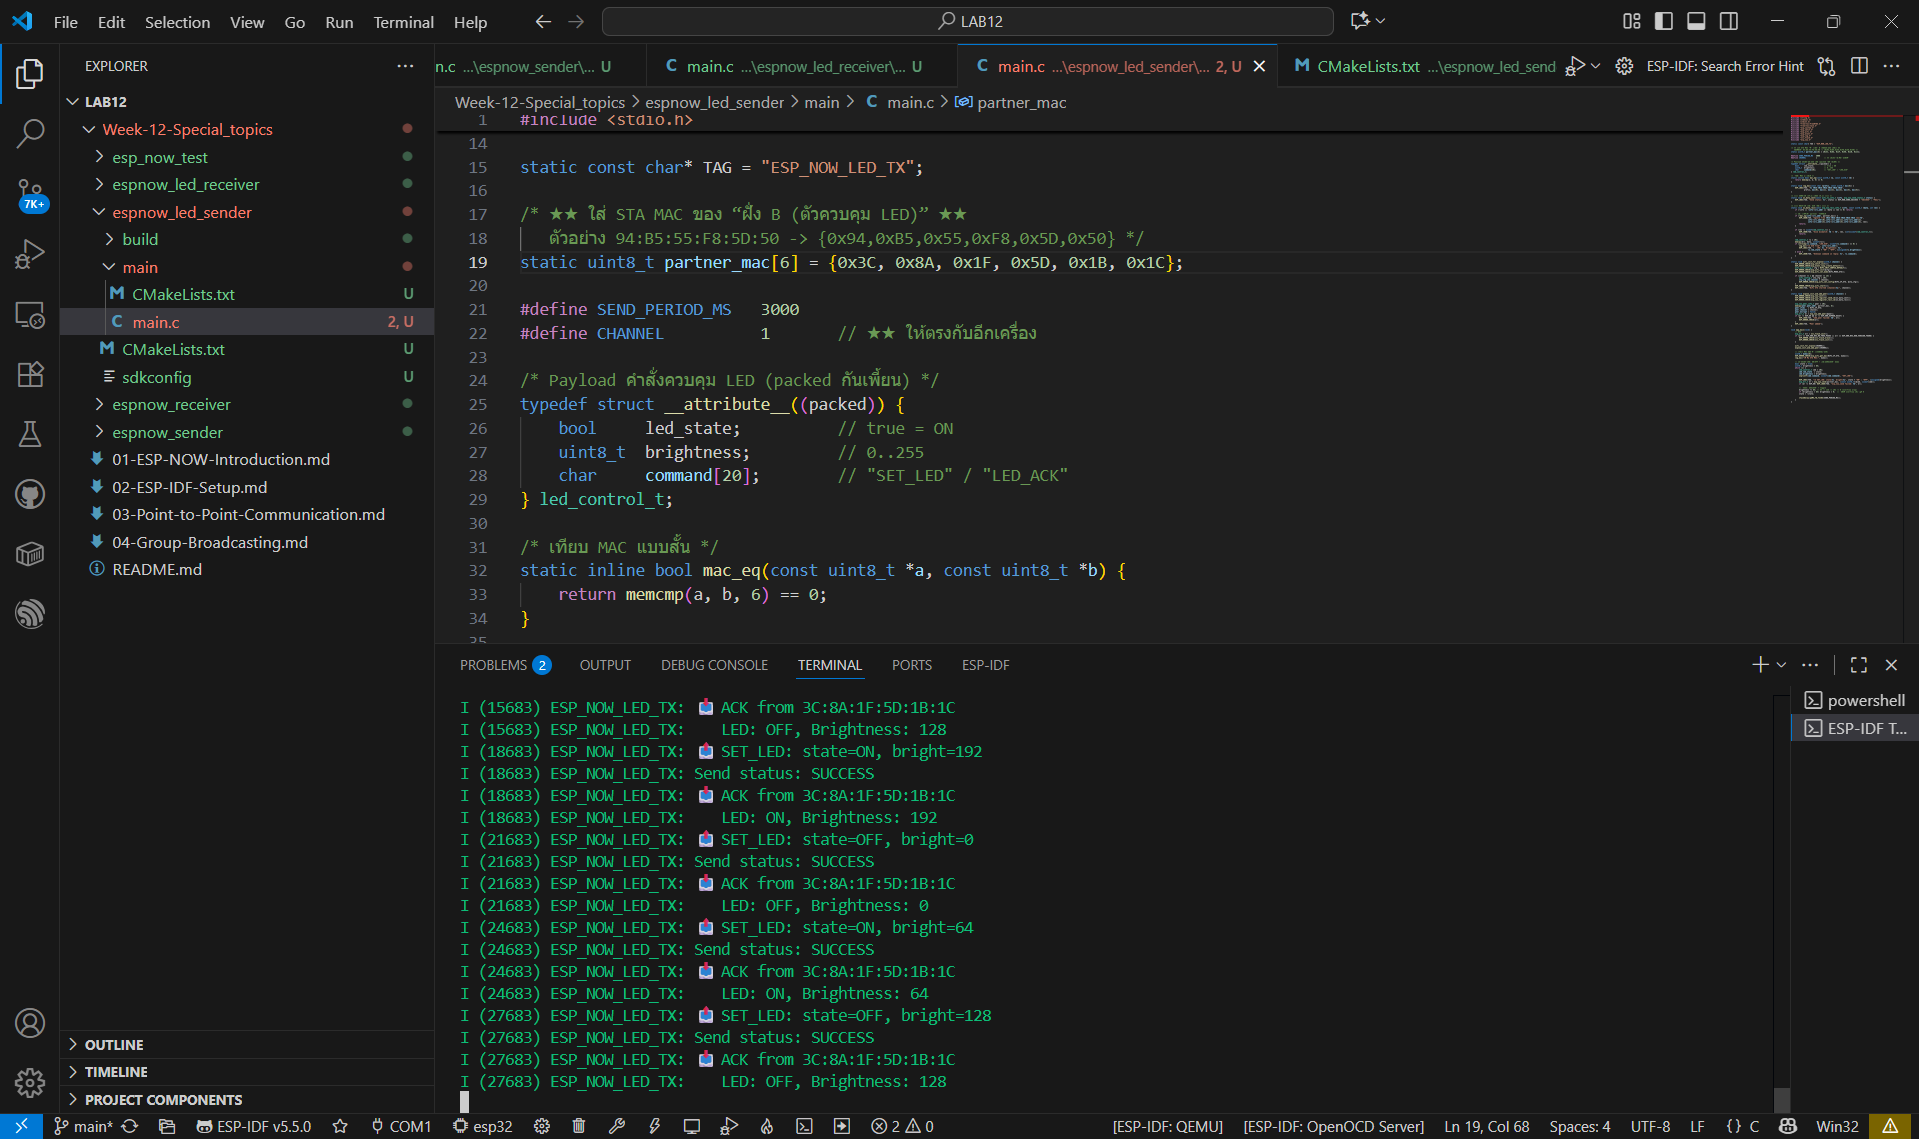 File Edit Selection View Go Run Terminal Help
LAB12
EXPLORER
LAB12
Week-12-Special_topics
esp_now_test
espnow_led_receiver
espnow_led_sender
build
main
CMakeLists.txt U
main.c 2, U
CMakeLists.txt U
sdkconfig U
espnow_receiver
espnow_sender
01-ESP-NOW-Introduction.md
02-ESP-IDF-Setup.md
03-Point-to-Point-Communication.md
04-Group-Broadcasting.md
README.md
OUTLINE
TIMELINE
PROJECT COMPONENTS
7K+
n.c ...\espnow_sender\... U
C main.c ...\espnow_led_receiver\... U
C main.c ...\espnow_led_sender\... 2, U
M CMakeLists.txt ...\espnow_led_send
ESP-IDF: Search Error Hint
Week-12-Special_topics > espnow_led_sender > main > C main.c > partner_mac
1 #include <stdio.h>
14
15 static const char* TAG = "ESP_NOW_LED_TX";
16
17 /* ★★ ใส่ STA MAC ของ “ฝั่ง B (ตัวควบคุม LED)” ★★
18 ตัวอย่าง 94:B5:55:F8:5D:50 -> {0x94,0xB5,0x55,0xF8,0x5D,0x50} */
19 static uint8_t partner_mac[6] = {0x3C, 0x8A, 0x1F, 0x5D, 0x1B, 0x1C};
20
21 #define SEND_PERIOD_MS 3000
22 #define CHANNEL 1 // ★★ ให้ตรงกับอีกเครื่อง
23
24 /* Payload คำสั่งควบคุม LED (packed กันเพี้ยน) */
25 typedef struct __attribute__((packed)) {
26 bool led_state; // true = ON
27 uint8_t brightness; // 0..255
28 char command[20]; // "SET_LED" / "LED_ACK"
29 } led_control_t;
30
31 /* เทียบ MAC แบบสั้น */
32 static inline bool mac_eq(const uint8_t *a, const uint8_t *b) {
33 return memcmp(a, b, 6) == 0;
34 }
35
PROBLEMS 2 OUTPUT DEBUG CONSOLE TERMINAL PORTS ESP-IDF
powershell
ESP-IDF T...
I (15683) ESP_NOW_LED_TX: 📥 ACK from 3C:8A:1F:5D:1B:1C
I (15683) ESP_NOW_LED_TX: LED: OFF, Brightness: 128
I (18683) ESP_NOW_LED_TX: 📤 SET_LED: state=ON, bright=192
I (18683) ESP_NOW_LED_TX: Send status: SUCCESS
I (18683) ESP_NOW_LED_TX: 📥 ACK from 3C:8A:1F:5D:1B:1C
I (18683) ESP_NOW_LED_TX: LED: ON, Brightness: 192
I (21683) ESP_NOW_LED_TX: 📤 SET_LED: state=OFF, bright=0
I (21683) ESP_NOW_LED_TX: Send status: SUCCESS
I (21683) ESP_NOW_LED_TX: 📥 ACK from 3C:8A:1F:5D:1B:1C
I (21683) ESP_NOW_LED_TX: LED: OFF, Brightness: 0
I (24683) ESP_NOW_LED_TX: 📤 SET_LED: state=ON, bright=64
I (24683) ESP_NOW_LED_TX: Send status: SUCCESS
I (24683) ESP_NOW_LED_TX: 📥 ACK from 3C:8A:1F:5D:1B:1C
I (24683) ESP_NOW_LED_TX: LED: ON, Brightness: 64
I (27683) ESP_NOW_LED_TX: 📤 SET_LED: state=OFF, bright=128
I (27683) ESP_NOW_LED_TX: Send status: SUCCESS
I (27683) ESP_NOW_LED_TX: 📥 ACK from 3C:8A:1F:5D:1B:1C
I (27683) ESP_NOW_LED_TX: LED: OFF, Brightness: 128
main* ESP-IDF v5.5.0 COM1 esp32 2 0 [ESP-IDF: QEMU] [ESP-IDF: OpenOCD Server] Ln 19, Col 68 Spaces: 4 UTF-8 LF {} C Win32